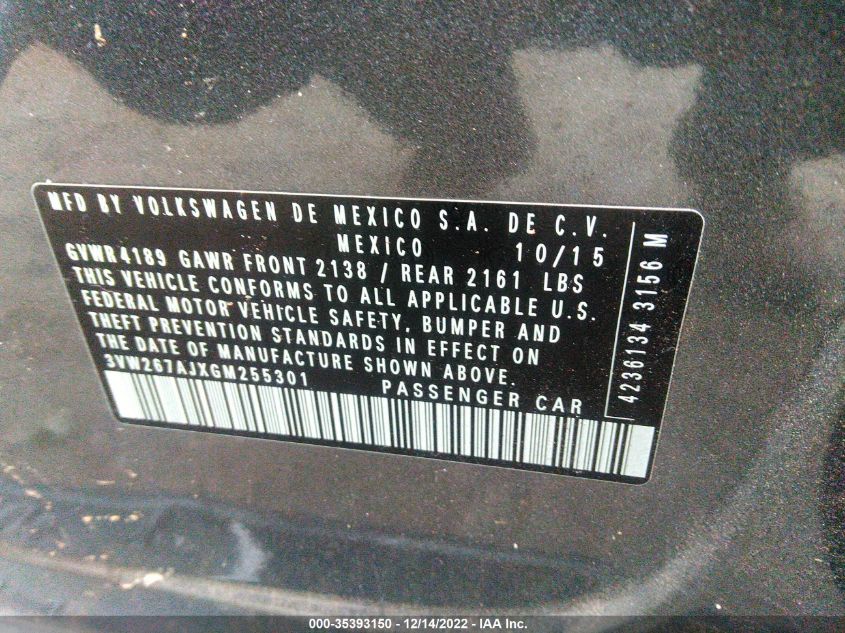 MFD BY VOLKSWAGEN DE MEXICO S.A. DE C.V.
MEXICO 10/15
GVWR4189 GAWR FRONT 2138 / REAR 2161 LBS
THIS VEHICLE CONFORMS TO ALL APPLICABLE U.S.
FEDERAL MOTOR VEHICLE SAFETY, BUMPER AND
THEFT PREVENTION STANDARDS IN EFFECT ON
THE DATE OF MANUFACTURE SHOWN ABOVE.
3VW267AJXGM255301 PASSENGER CAR
4236134 3156 M
000-35393150 - 12/14/2022 - IAA Inc.